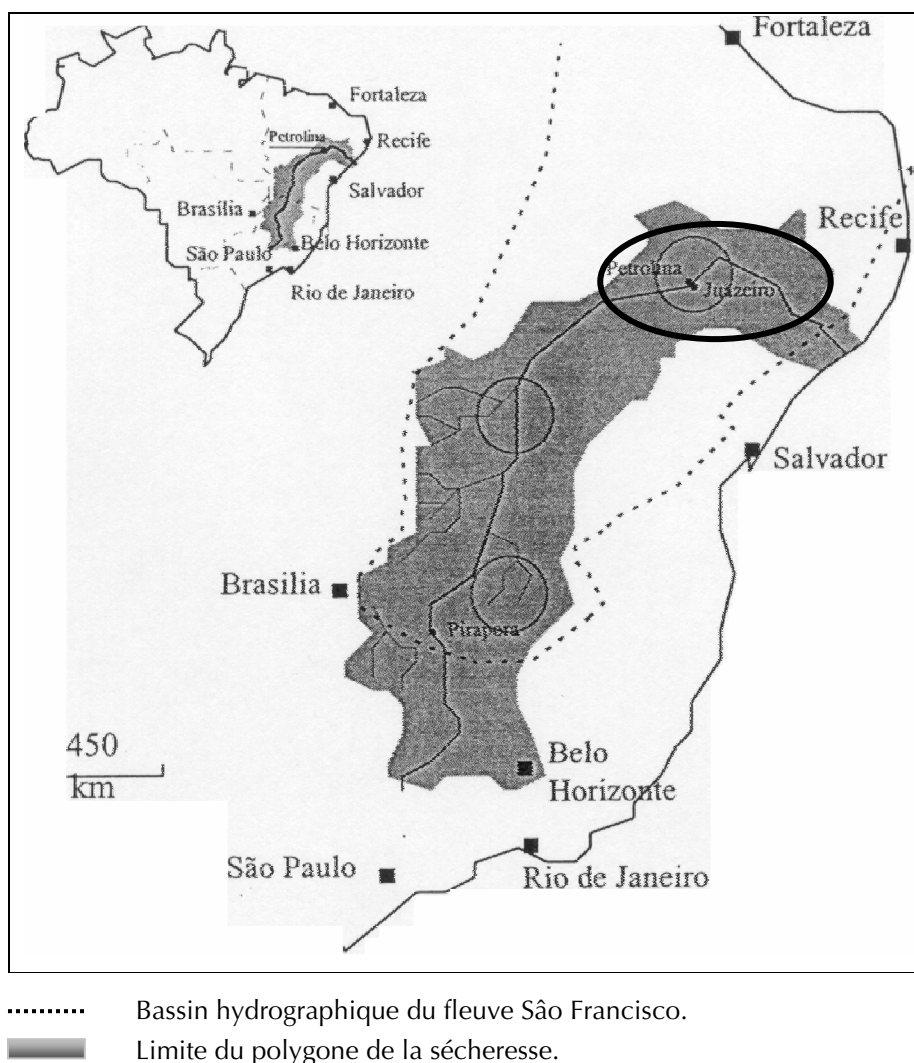 Fortaleza
Fortaleza
Petrolina
Recife
Salvador
Brasília
São Paulo
Belo Horizonte
Rio de Janeiro
Recife
Petrolina
Juazeiro
Salvador
Brasilia
Pirapora
450
km
Belo
Horizonte
São Paulo
Rio de Janeiro
Bassin hydrographique du fleuve Sâo Francisco.
Limite du polygone de la sécheresse.